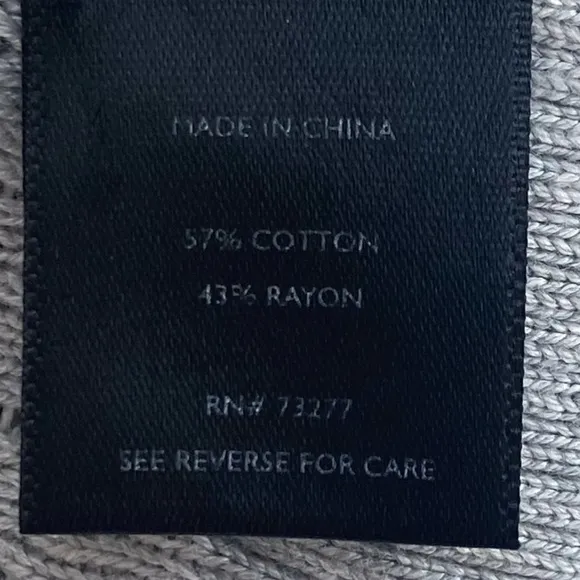 MADE IN CHINA
57% COTTON
43% RAYON
RN# 73277
SEE REVERSE FOR CARE